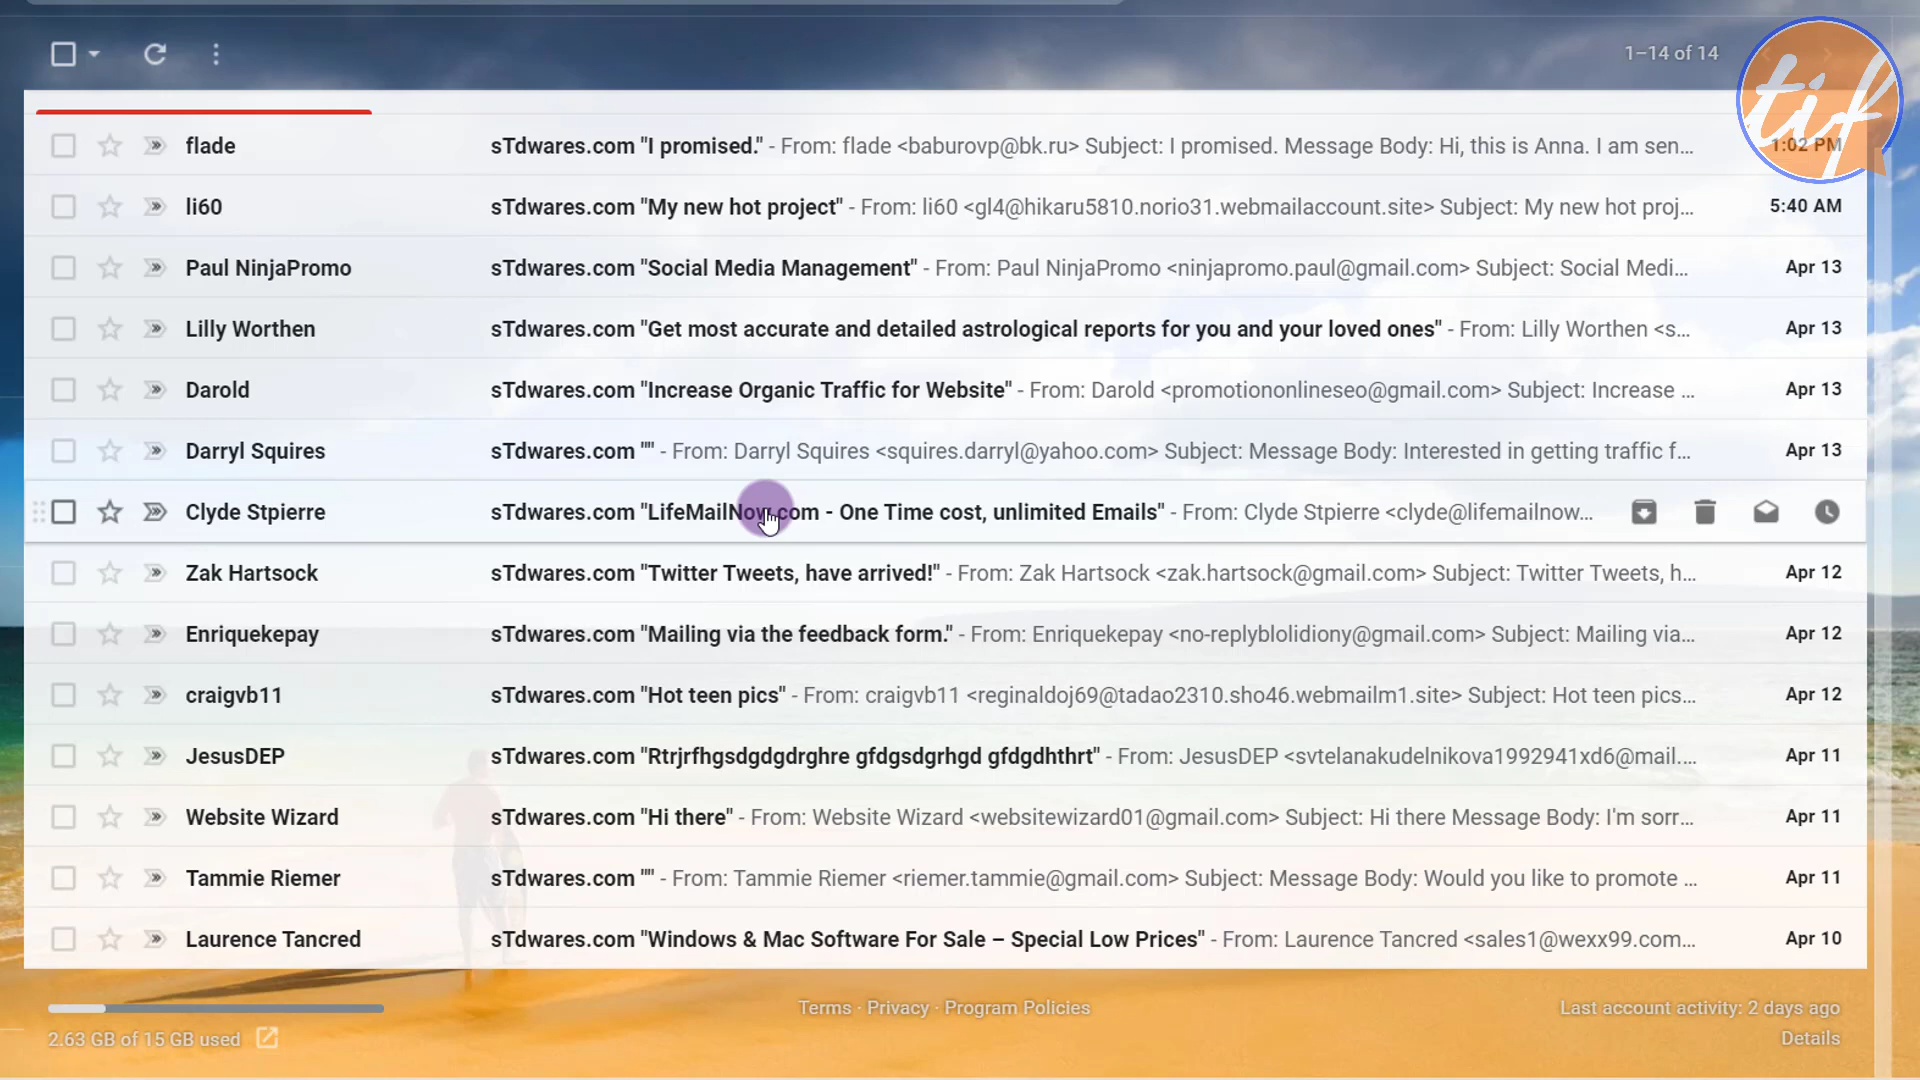 1–14 of 14
tif
flade sTdwares.com "I promised." - From: flade <baburovp@bk.ru> Subject: I promised. Message Body: Hi, this is Anna. I am sen... 1:02 PM
li60 sTdwares.com "My new hot project" - From: li60 <gl4@hikaru5810.norio31.webmailaccount.site> Subject: My new hot proj... 5:40 AM
Paul NinjaPromo sTdwares.com "Social Media Management" - From: Paul NinjaPromo <ninjapromo.paul@gmail.com> Subject: Social Medi... Apr 13
Lilly Worthen sTdwares.com "Get most accurate and detailed astrological reports for you and your loved ones" - From: Lilly Worthen <s... Apr 13
Darold sTdwares.com "Increase Organic Traffic for Website" - From: Darold <promotiononlineseo@gmail.com> Subject: Increase ... Apr 13
Darryl Squires sTdwares.com "" - From: Darryl Squires <squires.darryl@yahoo.com> Subject: Message Body: Interested in getting traffic f... Apr 13
Clyde Stpierre sTdwares.com "LifeMailNow.com - One Time cost, unlimited Emails" - From: Clyde Stpierre <clyde@lifemailnow...
Zak Hartsock sTdwares.com "Twitter Tweets, have arrived!" - From: Zak Hartsock <zak.hartsock@gmail.com> Subject: Twitter Tweets, h... Apr 12
Enriquekepay sTdwares.com "Mailing via the feedback form." - From: Enriquekepay <no-replyblolidiony@gmail.com> Subject: Mailing via... Apr 12
craigvb11 sTdwares.com "Hot teen pics" - From: craigvb11 <reginaldoj69@tadao2310.sho46.webmailm1.site> Subject: Hot teen pics... Apr 12
JesusDEP sTdwares.com "Rtrjrfhgsdgdgdrghre gfdgsdgrhgd gfdgdhthrt" - From: JesusDEP <svtelanakudelnikova1992941xd6@mail.... Apr 11
Website Wizard sTdwares.com "Hi there" - From: Website Wizard <websitewizard01@gmail.com> Subject: Hi there Message Body: I'm sorr... Apr 11
Tammie Riemer sTdwares.com "" - From: Tammie Riemer <riemer.tammie@gmail.com> Subject: Message Body: Would you like to promote ... Apr 11
Laurence Tancred sTdwares.com "Windows & Mac Software For Sale – Special Low Prices" - From: Laurence Tancred <sales1@wexx99.com... Apr 10
Terms · Privacy · Program Policies
Last account activity: 2 days ago
2.63 GB of 15 GB used
Details